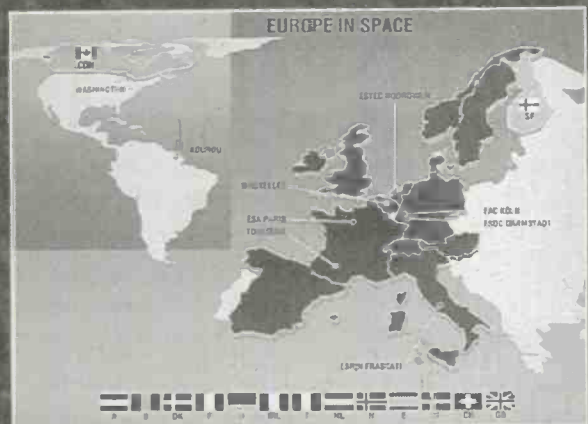 EUROPE IN SPACE
CDN
WASHINGTON
KOUROU
ESTEC NOORDWIJK
SF
BRUXELLES
ESA PARIS
TOULOUSE
EAC KÖLN
ESOC DARMSTADT
ESRIN FRASCATI
A B DK F D IRL I NL N E S CH GB